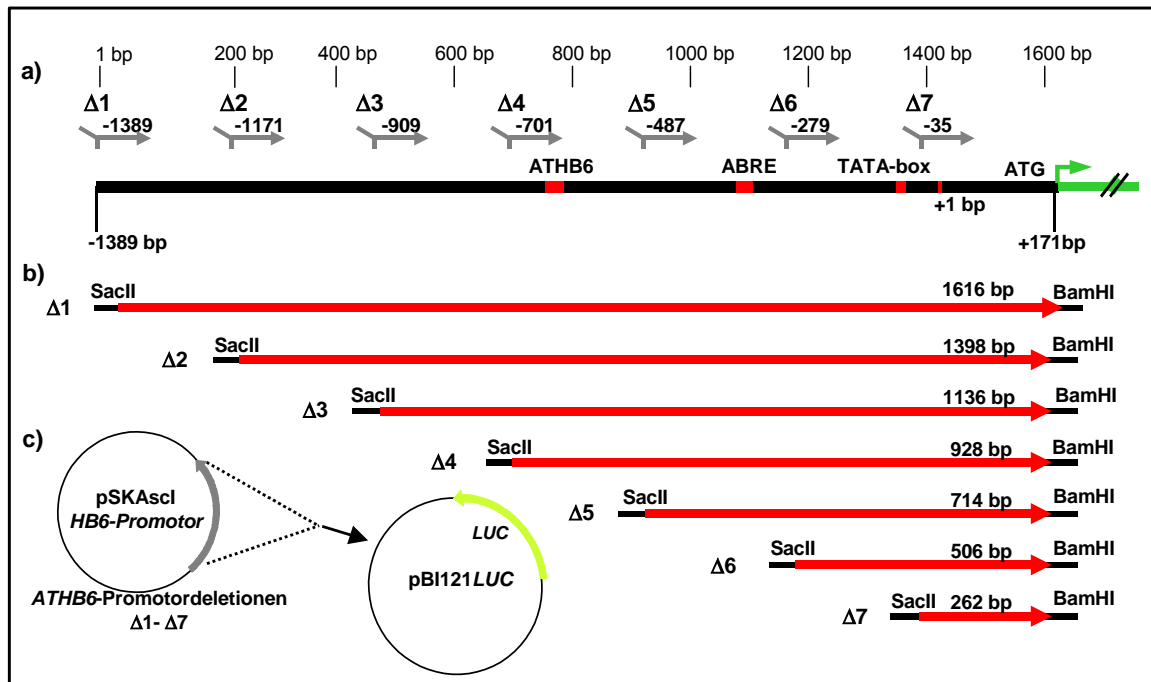 1 bp 200 bp 400 bp 600 bp 800 bp 1000 bp 1200 bp 1400 bp 1600 bp
a)
Δ1 Δ2 Δ3 Δ4 Δ5 Δ6 Δ7
-1389 -1171 -909 -701 -487 -279 -35
ATHB6 ABRE TATA-box ATG
+1 bp
-1389 bp +171bp
b)
Δ1 SacII 1616 bp BamHI
Δ2 SacII 1398 bp BamHI
Δ3 SacII 1136 bp BamHI
c)
Δ4 SacII 928 bp BamHI
Δ5 SacII 714 bp BamHI
Δ6 SacII 506 bp BamHI
Δ7 SacII 262 bp BamHI
pSKAscI
HB6-Promotor
ATHB6-Promotordeletionen
Δ1- Δ7
LUC
pBI121LUC